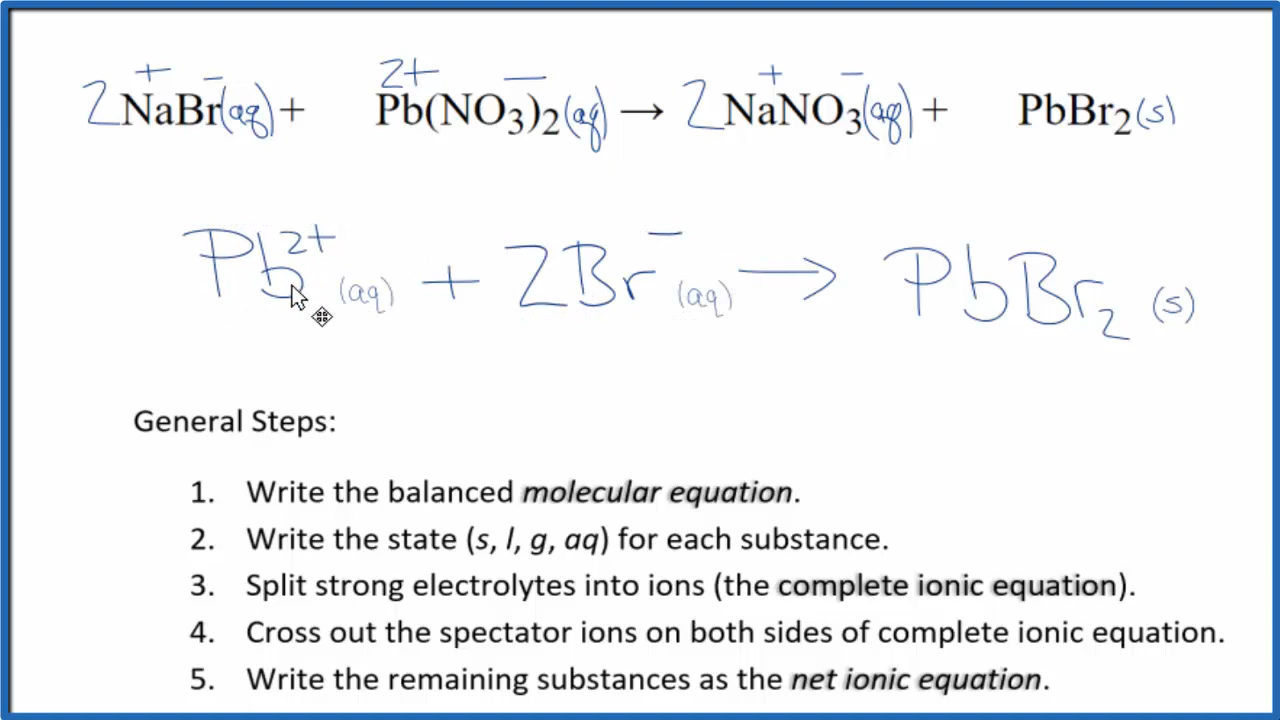 2NaBr(aq) + Pb(NO3)2(aq) → 2NaNO3(aq) + PbBr2(s)
+ − 2+ − + −
Pb2+(aq) + 2Br−(aq) → PbBr2(s)
General Steps:
1. Write the balanced molecular equation.
2. Write the state (s, l, g, aq) for each substance.
3. Split strong electrolytes into ions (the complete ionic equation).
4. Cross out the spectator ions on both sides of complete ionic equation.
5. Write the remaining substances as the net ionic equation.